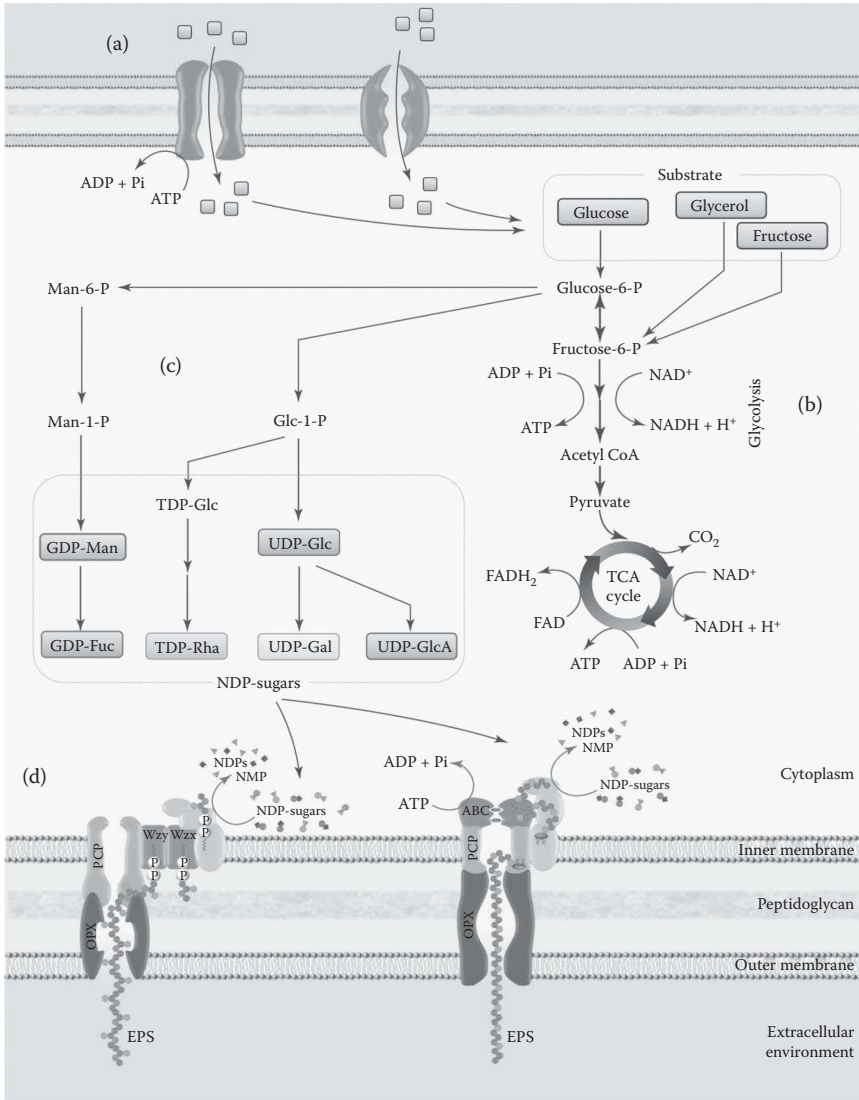 (a)
ADP + Pi
ATP
Substrate
Glucose
Glycerol
Fructose
Man-6-P
Glucose-6-P
Fructose-6-P
(c)
ADP + Pi
NAD+
(b)
Glycolysis
Man-1-P
Glc-1-P
ATP
NADH + H+
Acetyl CoA
Pyruvate
TDP-Glc
GDP-Man
UDP-Glc
CO2
FADH2
TCA
cycle
NAD+
FAD
NADH + H+
GDP-Fuc
TDP-Rha
UDP-Gal
UDP-GlcA
ATP
ADP + Pi
NDP-sugars
(d)
NDPs
NMP
NDP-sugars
ADP + Pi
ATP
NDPs
NMP
NDP-sugars
Cytoplasm
ABC
PCP
Wzy
Wzx
P
P
P
P
P
P
PCP
Inner membrane
OPX
OPX
Peptidoglycan
Outer membrane
EPS
EPS
Extracellular
environment